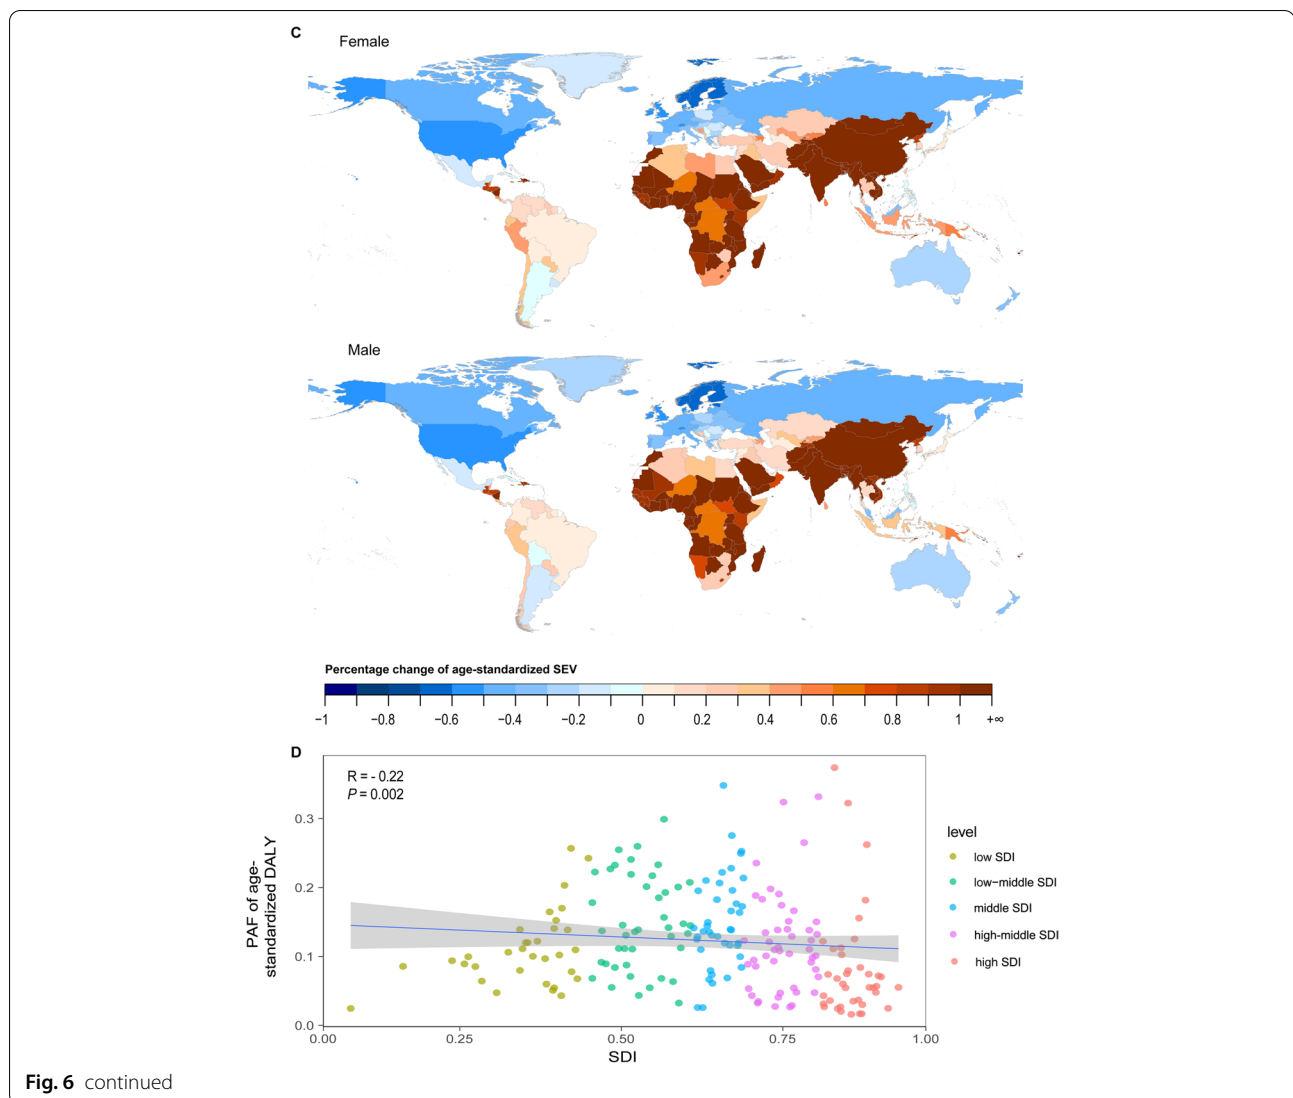 C
Female
Male
Percentage change of age-standardized SEV
−1 −0.8 −0.6 −0.4 −0.2 0 0.2 0.4 0.6 0.8 1 +∞
D
R = - 0.22
P = 0.002
PAF of age-
standardized DALY
0.3
0.2
0.1
0.0
0.00 0.25 0.50 0.75 1.00
SDI
level
low SDI
low−middle SDI
middle SDI
high-middle SDI
high SDI
Fig. 6 continued